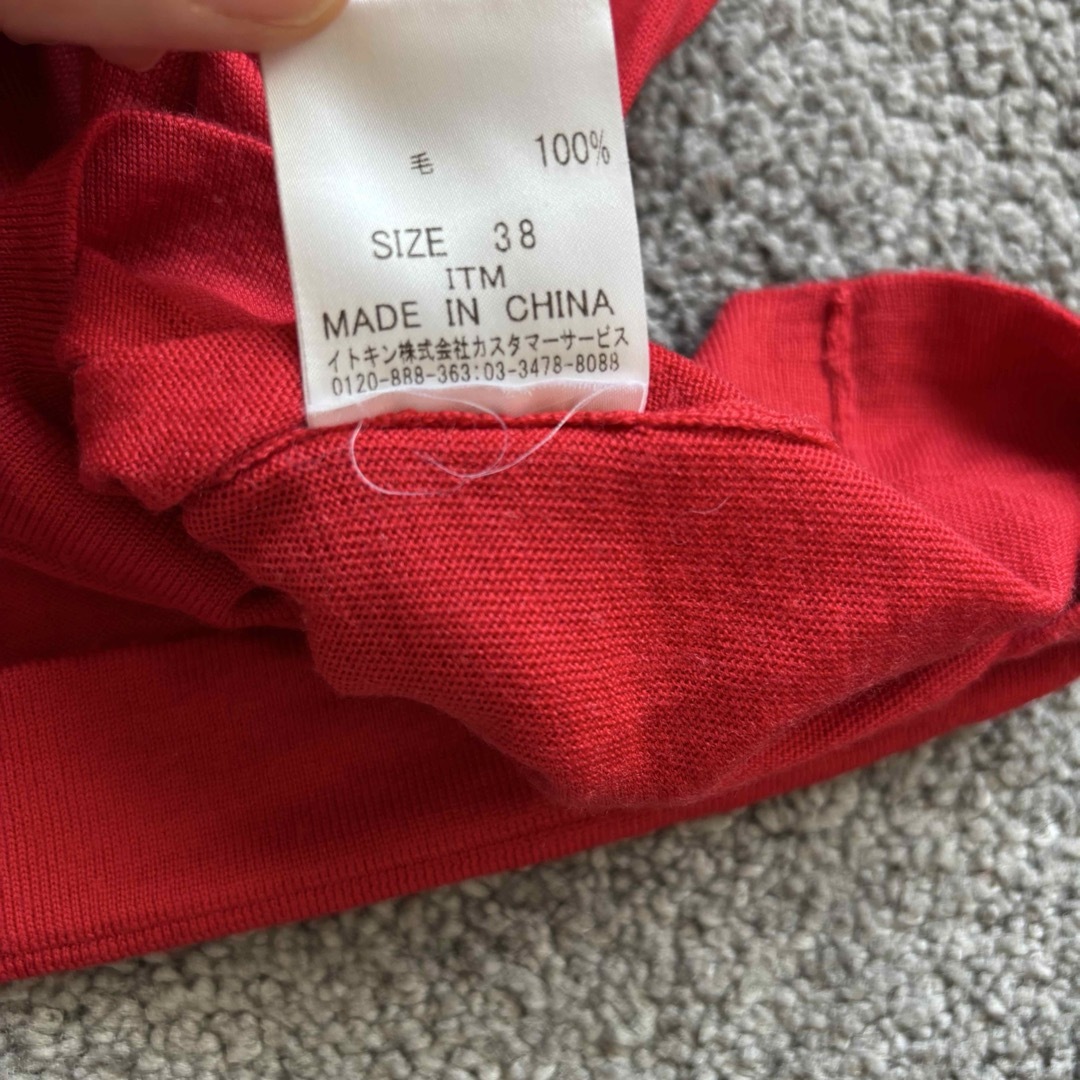 毛 100%
SIZE 38
ITM
MADE IN CHINA
イトキン株式会社カスタマーサービス
0120-888-363:03-3478-8088